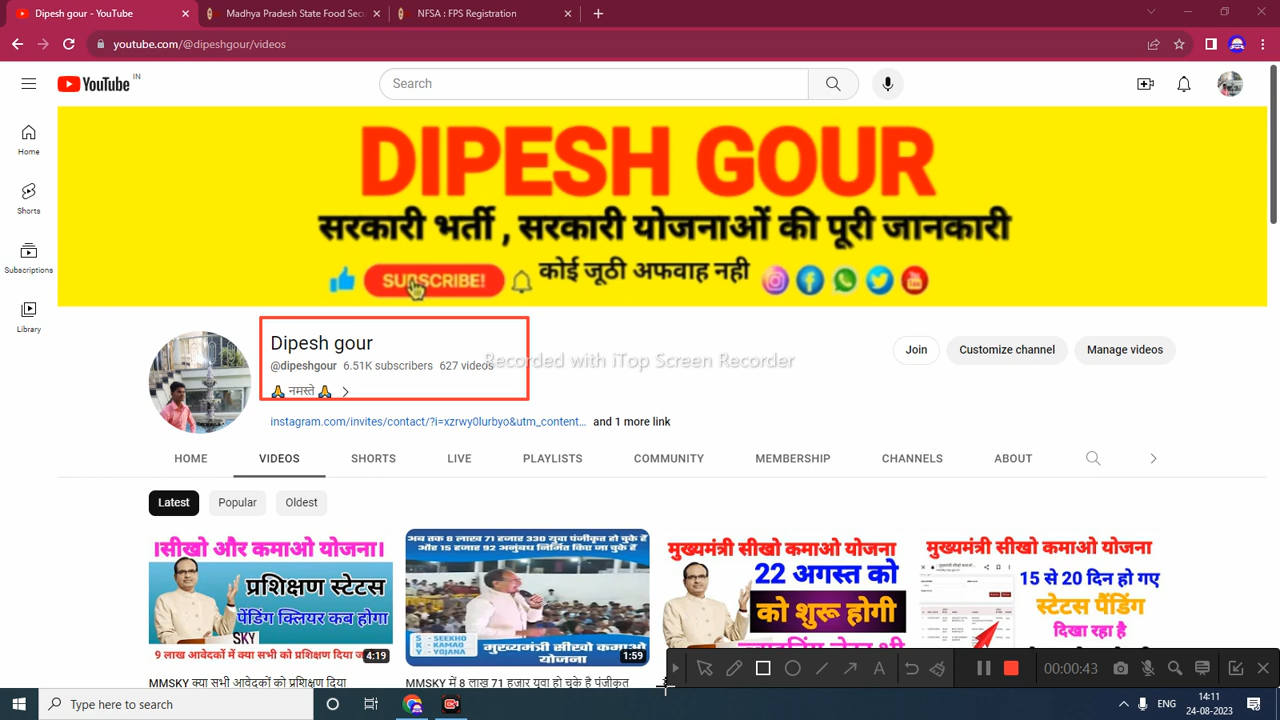 Dipesh gour - YouTube
Madhya Pradesh State Food Secu
NFSA : FPS Registration
youtube.com/@dipeshgour/videos
YouTube IN
Search
Home
Shorts
Subscriptions
Library
DIPESH GOUR
सरकारी भर्ती , सरकारी योजनाओं की पूरी जानकारी
SUBSCRIBE!
कोई जूठी अफवाह नही
Dipesh gour
@dipeshgour 6.51K subscribers 627 videos
🙏 नमस्ते 🙏
Recorded with iTop Screen Recorder
Join
Customize channel
Manage videos
instagram.com/invites/contact/?i=xzrwy0lurbyo&utm_content... and 1 more link
HOME
VIDEOS
SHORTS
LIVE
PLAYLISTS
COMMUNITY
MEMBERSHIP
CHANNELS
ABOUT
Latest
Popular
Oldest
।सीखो और कमाओ योजना।
प्रशिक्षण स्टेटस
पेंडिंग क्लियर कब होगा
SKY
9 लाख आवेदकों में क्या सभी को प्रशिक्षण दिया
4:19
अब तक 8 लाख 71 हजार 330 युवा पंजीकृत हो चुके है
और 15 हजार 92 अनुबंध निर्मित किए जा चुके है
SEEKHO
KAMAO
YOJANA
मुख्यमंत्री सीखो कमाओ
योजना
1:59
मुख्यमंत्री सीखो कमाओ योजना
22 अगस्त को
को शुरू होगी
मुख्यमंत्री सीखो कमाओ योजना
15 से 20 दिन हो गए
स्टेटस पैंडिंग
दिखा रहा है
MMSKY क्या सभी आवेदकों को प्रशिक्षण दिया
MMSKY में 8 लाख 71 हजार युवा हो चुके है पंजीकृत
00:00:43
Type here to search
ENG
14:11
24-08-2023